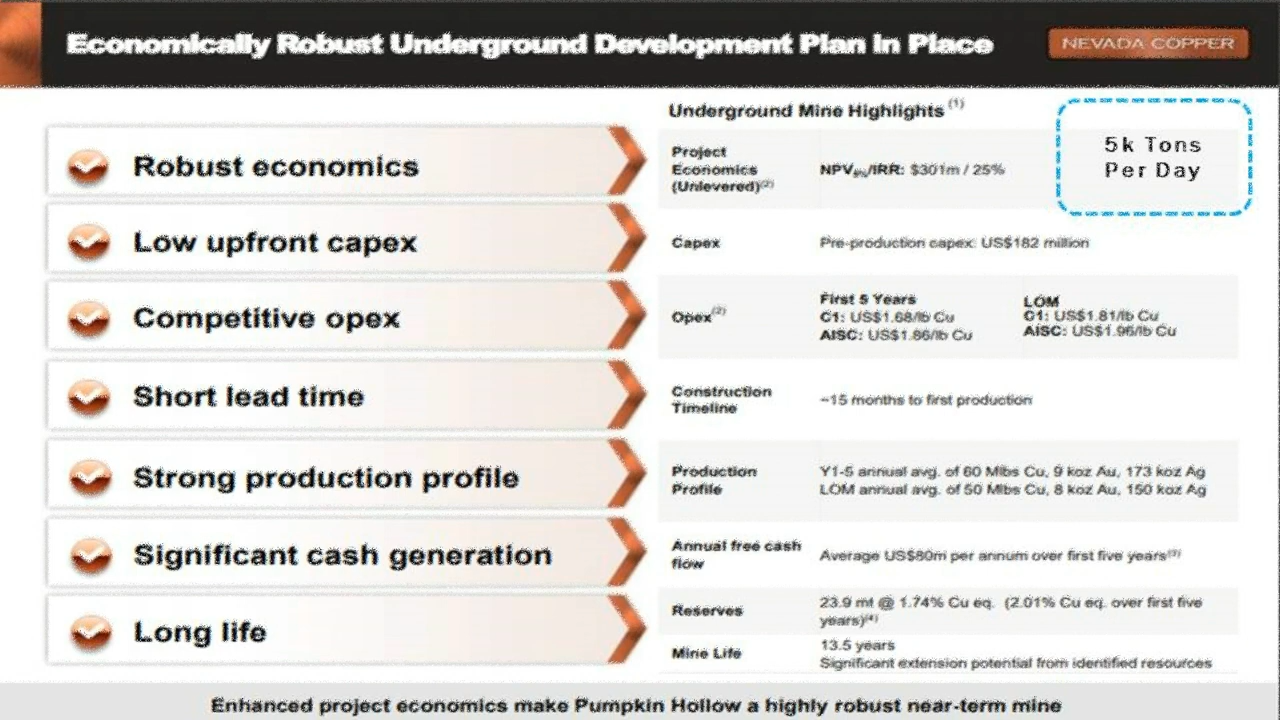 Economically Robust Underground Development Plan In Place
NEVADA COPPER
Robust economics
Low upfront capex
Competitive opex
Short lead time
Strong production profile
Significant cash generation
Long life
Underground Mine Highlights (1)
5k Tons
Per Day
Project
Economics
(Unlevered)(2)
NPV5%/IRR: $301m / 25%
Capex
Pre-production capex: US$182 million
Opex(2)
First 5 Years
C1: US$1.68/lb Cu
AISC: US$1.86/lb Cu
LOM
C1: US$1.81/lb Cu
AISC: US$1.96/lb Cu
Construction
Timeline
~15 months to first production
Production
Profile
Y1-5 annual avg. of 60 Mlbs Cu, 9 koz Au, 173 koz Ag
LOM annual avg. of 50 Mlbs Cu, 8 koz Au, 150 koz Ag
Annual free cash
flow
Average US$80m per annum over first five years(3)
Reserves
23.9 mt @ 1.74% Cu eq. (2.01% Cu eq. over first five
years)(4)
Mine Life
13.5 years
Significant extension potential from identified resources
Enhanced project economics make Pumpkin Hollow a highly robust near-term mine